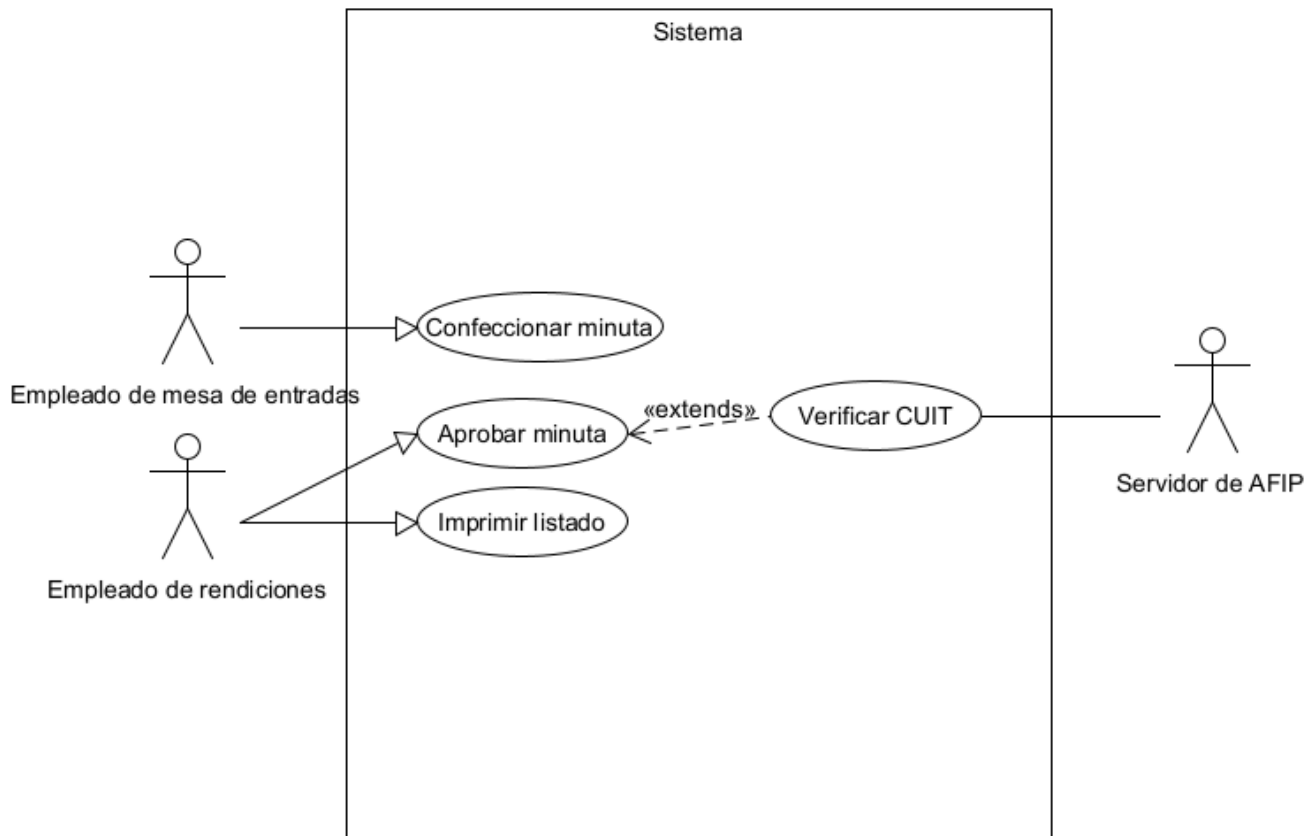 Sistema
Confeccionar minuta
Empleado de mesa de entradas
«extends»
Aprobar minuta
Verificar CUIT
Servidor de AFIP
Imprimir listado
Empleado de rendiciones